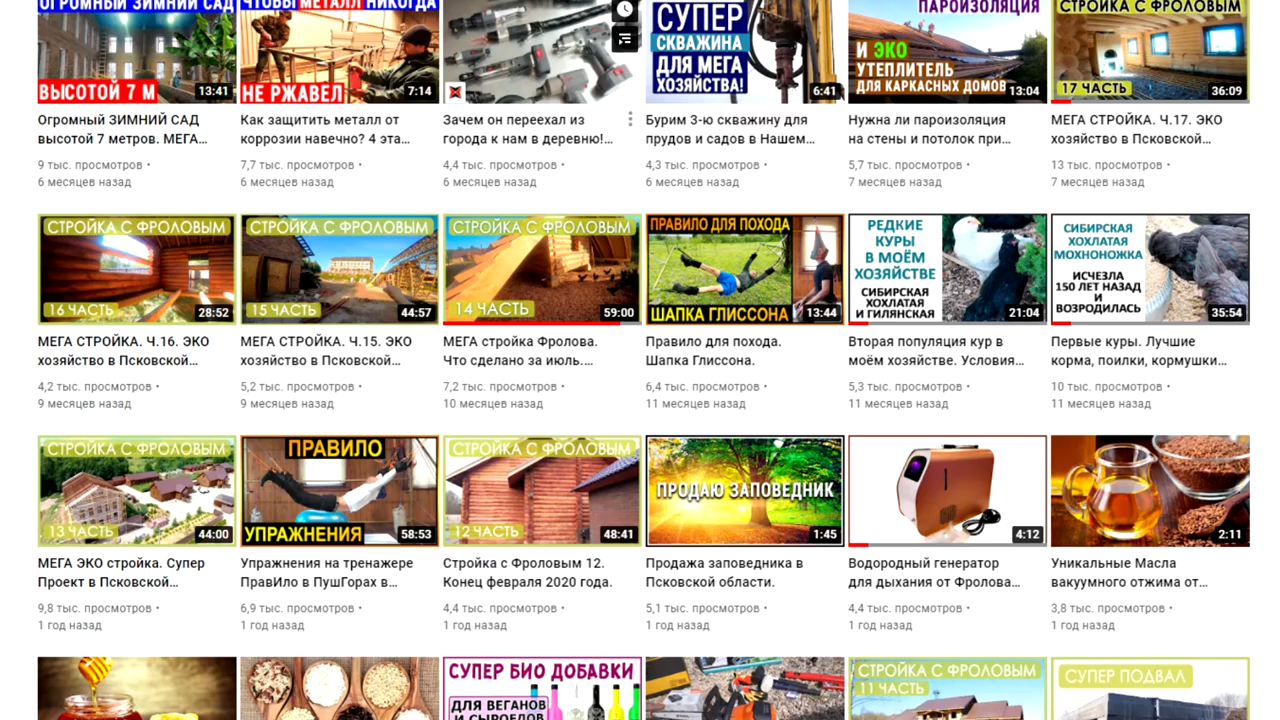 ОГРОМНЫЙ ЗИМНИЙ САД
ВЫСОТОЙ 7 М
13:41
ЧТОБЫ МЕТАЛЛ НИКОГДА
НЕ РЖАВЕЛ
7:14
СУПЕР
СКВАЖИНА
ДЛЯ МЕГА
ХОЗЯЙСТВА!
6:41
ПАРОИЗОЛЯЦИЯ
И ЭКО
УТЕПЛИТЕЛЬ
ДЛЯ КАРКАСНЫХ ДОМОВ
13:04
СТРОЙКА С ФРОЛОВЫМ
17 ЧАСТЬ
36:09
Огромный ЗИМНИЙ САД
высотой 7 метров. МЕГА...
9 тыс. просмотров •
6 месяцев назад
Как защитить металл от
коррозии навечно? 4 эта...
7,7 тыс. просмотров •
6 месяцев назад
Зачем он переехал из
города к нам в деревню!...
4,4 тыс. просмотров •
6 месяцев назад
Бурим 3-ю скважину для
прудов и садов в Нашем...
4,3 тыс. просмотров •
6 месяцев назад
Нужна ли пароизоляция
на стены и потолок при...
5,7 тыс. просмотров •
7 месяцев назад
МЕГА СТРОЙКА. Ч.17. ЭКО
хозяйство в Псковской...
13 тыс. просмотров •
7 месяцев назад
СТРОЙКА С ФРОЛОВЫМ
16 ЧАСТЬ
28:52
СТРОЙКА С ФРОЛОВЫМ
15 ЧАСТЬ
44:57
СТРОЙКА С ФРОЛОВЫМ
14 ЧАСТЬ
59:00
ПРАВИЛО ДЛЯ ПОХОДА
ШАПКА ГЛИССОНА
13:44
РЕДКИЕ
КУРЫ
В МОЁМ
ХОЗЯЙСТВЕ
СИБИРСКАЯ
ХОХЛАТАЯ
И ГИЛЯНСКАЯ
21:04
СИБИРСКАЯ
ХОХЛАТАЯ
МОХНОНОЖКА
ИСЧЕЗЛА
150 ЛЕТ НАЗАД
И
ВОЗРОДИЛАСЬ
35:54
МЕГА СТРОЙКА. Ч.16. ЭКО
хозяйство в Псковской...
4,2 тыс. просмотров •
9 месяцев назад
МЕГА СТРОЙКА. Ч.15. ЭКО
хозяйство в Псковской...
5,2 тыс. просмотров •
9 месяцев назад
МЕГА стройка Фролова.
Что сделано за июль....
7,2 тыс. просмотров •
10 месяцев назад
Правило для похода.
Шапка Глиссона.
6,4 тыс. просмотров •
11 месяцев назад
Вторая популяция кур в
моём хозяйстве. Условия...
5,3 тыс. просмотров •
11 месяцев назад
Первые куры. Лучшие
корма, поилки, кормушки...
10 тыс. просмотров •
11 месяцев назад
СТРОЙКА С ФРОЛОВЫМ
13 ЧАСТЬ
44:00
ПРАВИЛО
УПРАЖНЕНИЯ
58:53
СТРОЙКА С ФРОЛОВЫМ
12 ЧАСТЬ
48:41
ПРОДАЮ ЗАПОВЕДНИК
1:45
4:12
2:11
МЕГА ЭКО стройка. Супер
Проект в Псковской...
9,8 тыс. просмотров •
1 год назад
Упражнения на тренажере
ПравИло в ПушГорах в...
6,9 тыс. просмотров •
1 год назад
Стройка с Фроловым 12.
Конец февраля 2020 года.
4,4 тыс. просмотров •
1 год назад
Продажа заповедника в
Псковской области.
5,1 тыс. просмотров •
1 год назад
Водородный генератор
для дыхания от Фролова...
4,4 тыс. просмотров •
1 год назад
Уникальные Масла
вакуумного отжима от...
3,8 тыс. просмотров •
1 год назад
СУПЕР БИО ДОБАВКИ
ДЛЯ ВЕГАНОВ
И СЫРОЕДОВ
СТРОЙКА С ФРОЛОВЫМ
11 ЧАСТЬ
СУПЕР ПОДВАЛ